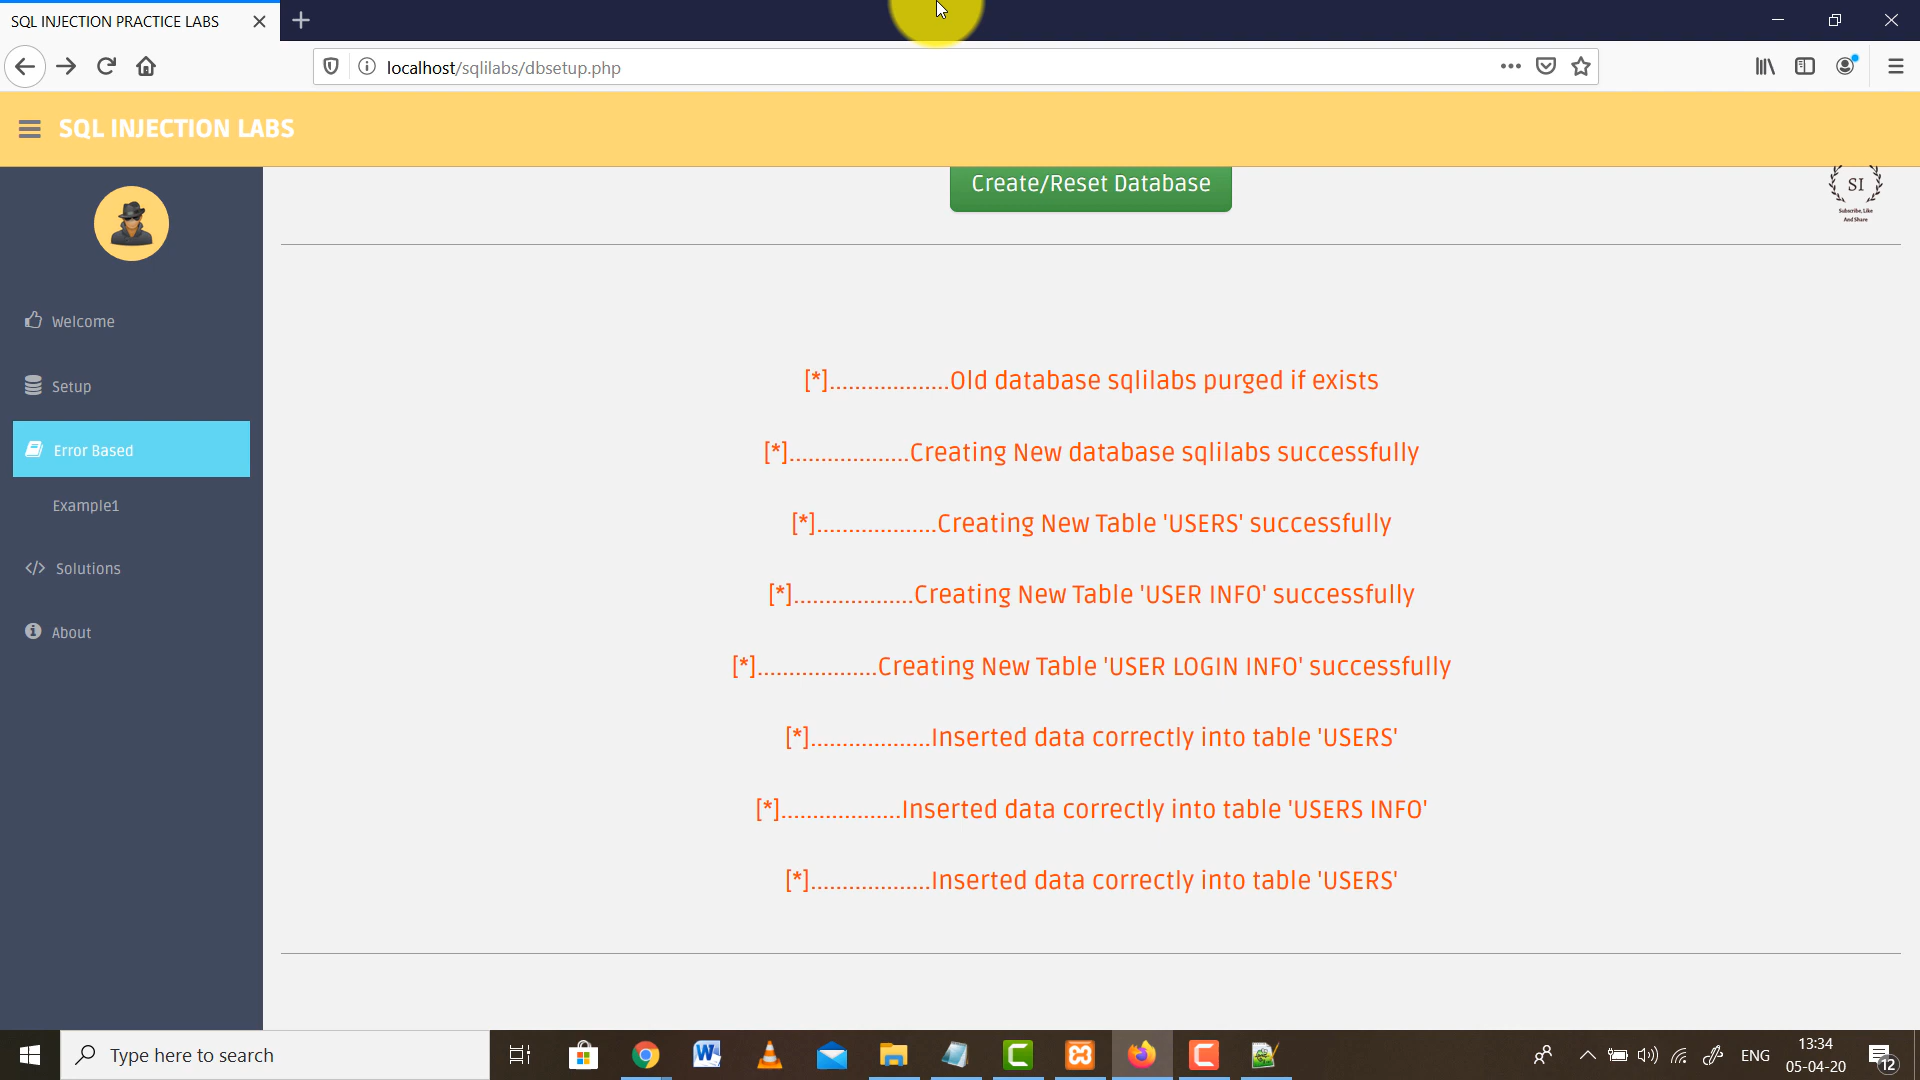 SQL INJECTION PRACTICE LABS
localhost/sqlilabs/dbsetup.php
SQL INJECTION LABS
Create/Reset Database
SI
Subscribe, Like
And Share
Welcome
Setup
Error Based
Example1
Solutions
About
[*]...................Old database sqlilabs purged if exists
[*]...................Creating New database sqlilabs successfully
[*]...................Creating New Table 'USERS' successfully
[*]...................Creating New Table 'USER INFO' successfully
[*]...................Creating New Table 'USER LOGIN INFO' successfully
[*]...................Inserted data correctly into table 'USERS'
[*]...................Inserted data correctly into table 'USERS INFO'
[*]...................Inserted data correctly into table 'USERS'
Type here to search
ENG
13:34
05-04-20
12